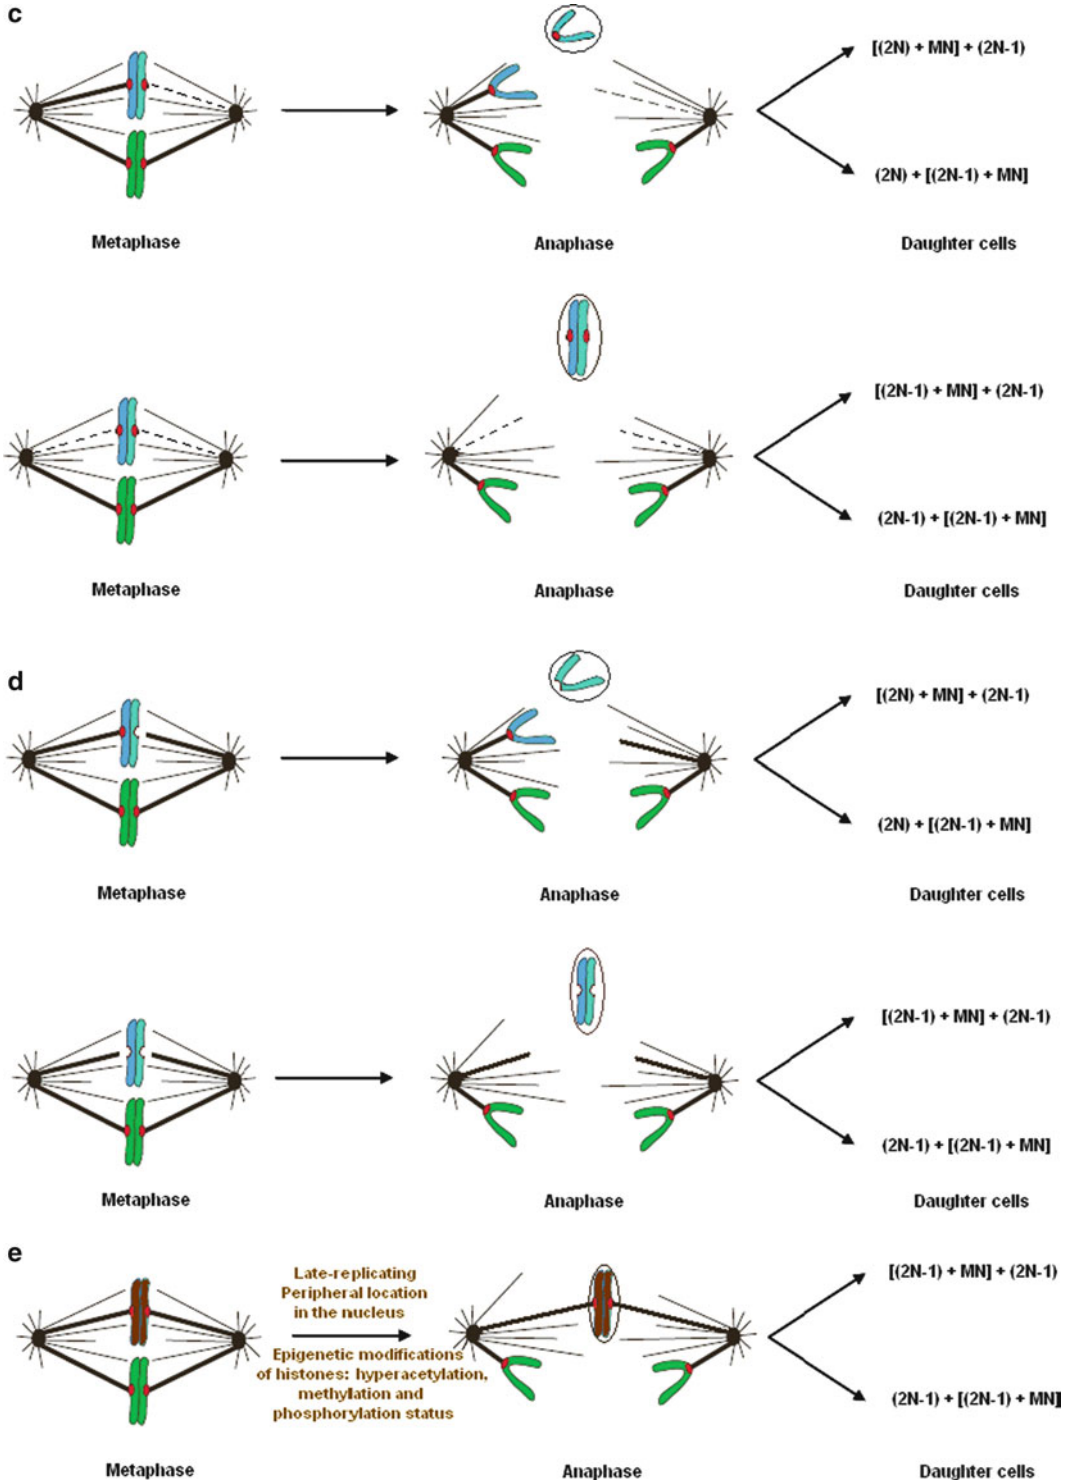 c
[(2N) + MN] + (2N-1)
(2N) + [(2N-1) + MN]
Metaphase
Anaphase
Daughter cells
[(2N-1) + MN] + (2N-1)
(2N-1) + [(2N-1) + MN]
Metaphase
Anaphase
Daughter cells
d
[(2N) + MN] + (2N-1)
(2N) + [(2N-1) + MN]
Metaphase
Anaphase
Daughter cells
[(2N-1) + MN] + (2N-1)
(2N-1) + [(2N-1) + MN]
Metaphase
Anaphase
Daughter cells
e
Late-replicating
Peripheral location
in the nucleus
Epigenetic modifications
of histones: hyperacetylation,
methylation and
phosphorylation status
[(2N-1) + MN] + (2N-1)
(2N-1) + [(2N-1) + MN]
Metaphase
Anaphase
Daughter cells